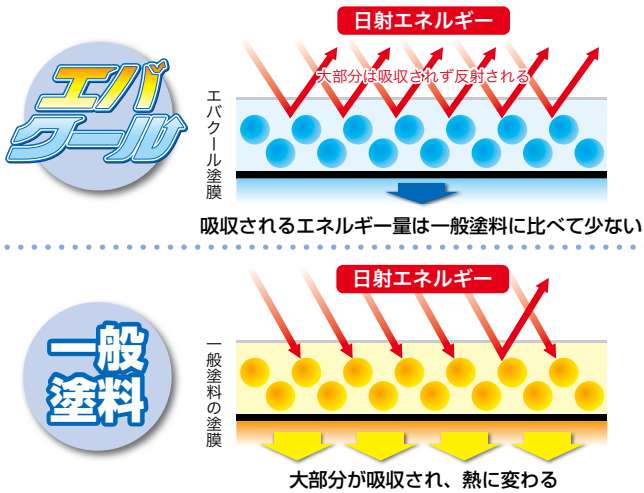 日射エネルギー
大部分は吸収されず反射される
エバ
クール
エバクール塗膜
吸収されるエネルギー量は一般塗料に比べて少ない
日射エネルギー
一般
塗料
一般塗料の塗膜
大部分が吸収され、熱に変わる